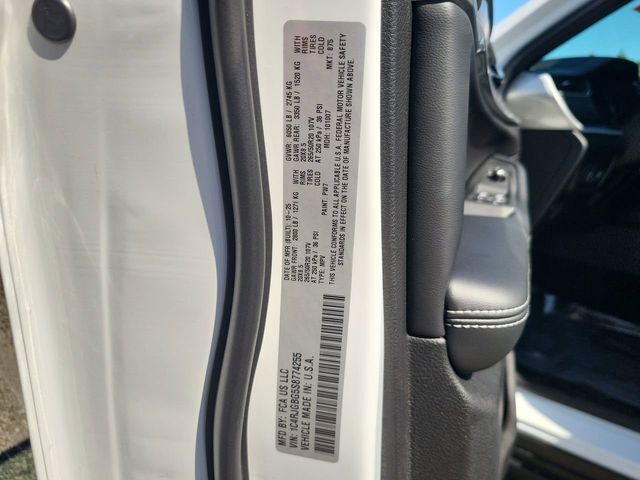 MFD BY: FCA US LLC
DATE OF MFR (BUILT): 10-25
GVWR: 6050 LB / 2745 KG
GAWR FRONT: 2800 LB / 1271 KG WITH
20X8.5 RIMS
265/50R20 107V TIRES
AT 250 kPa / 36 PSI COLD
GAWR REAR: 3350 LB / 1520 KG WITH
20X8.5 RIMS
265/50R20 107V TIRES
AT 250 kPa / 36 PSI COLD
VIN: 1C4RJGBG5S8774255
TYPE: MPV PAINT: PW7 MDH: 101007 MKT: 875
VEHICLE MADE IN: U.S.A.
THIS VEHICLE CONFORMS TO ALL APPLICABLE U.S.A. FEDERAL MOTOR VEHICLE SAFETY
STANDARDS IN EFFECT ON THE DATE OF MANUFACTURE SHOWN ABOVE.